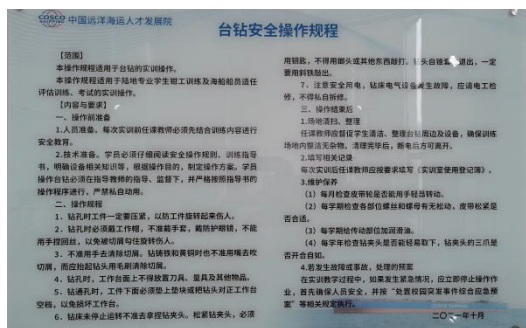 COSCO SHIPPING
中国远洋海运人才发展院
台钻安全操作规程
【范围】
本操作规程适用于台钻的实训操作。
本操作规程适用于陆地专业学生钳工训练及海船船员适任
评估训练、考试的实训操作。
【内容与要求】
一、操作前准备
1.人员准备。每次实训前任课教师必须先结合训练内容进行
安全教育。
2.技术准备。学员必须仔细阅读安全操作规则、训练指导
书，明确设备相关知识等，根据操作目的，制定操作方案。学员
操作台钻必须在指导教师的指导、监督下，并严格按照指导书的
操作程序进行，严禁私自动用。
二、操作规程
1．钻孔时工件一定要压紧，以防工件旋转起来伤人。
2．钻孔时必须戴工作帽，不准戴手套，戴防护眼镜，不能
用手捏回丝，以免被切屑勾住旋转伤人。
3．不准用手去清除切屑。钻铸铁和黄铜时也不准用嘴去吹
切屑，而应抬起钻头用毛刷清除切屑。
4．钻孔时，工作台面上不得放置刀具、量具及其他物品。
5．钻通孔时，工件下面必须垫上垫块或把钻头对正工作台
空档，以免损坏工作台。
6．钻床未停止运转不准去拿捏钻夹头。松紧钻夹头，必须
用钥匙，不得用榔头或其他东西敲打。钻头自锥套中退出，一定
要用斜铁敲出。
7．注意安全用电，钻床电气设备发生故障，应请电工检
修，不得私自拆修。
三、操作结束后
1.场地清扫、整理
任课教师应督促学生清洁、整理台钻周边及设备，确保训练
场地内整洁无杂物。清理完毕后，断电后方可离开。
2.填写相关记录
每次实训后任课教师应按要求填写《实训室使用登记簿》。
3.维护保养
（1）每月检查皮带轮是否能用手轻易转动。
（2）每学期检查各部位螺丝和螺母有无松动，皮带松紧是
否合适。
（3）每学期给传动部位加润滑油。
（4）每学年检查钻夹头是否能轻易取下，钻夹头的三爪是
否开合自如。
4.若发生故障或事故，处理的预案
在实训教学过程中，如果发生紧急情况，应立即停止操作作
业，首先确保人员安全，并按“处置校园突发事件综合应急预
案”等相关规定执行。
二〇二一年十月